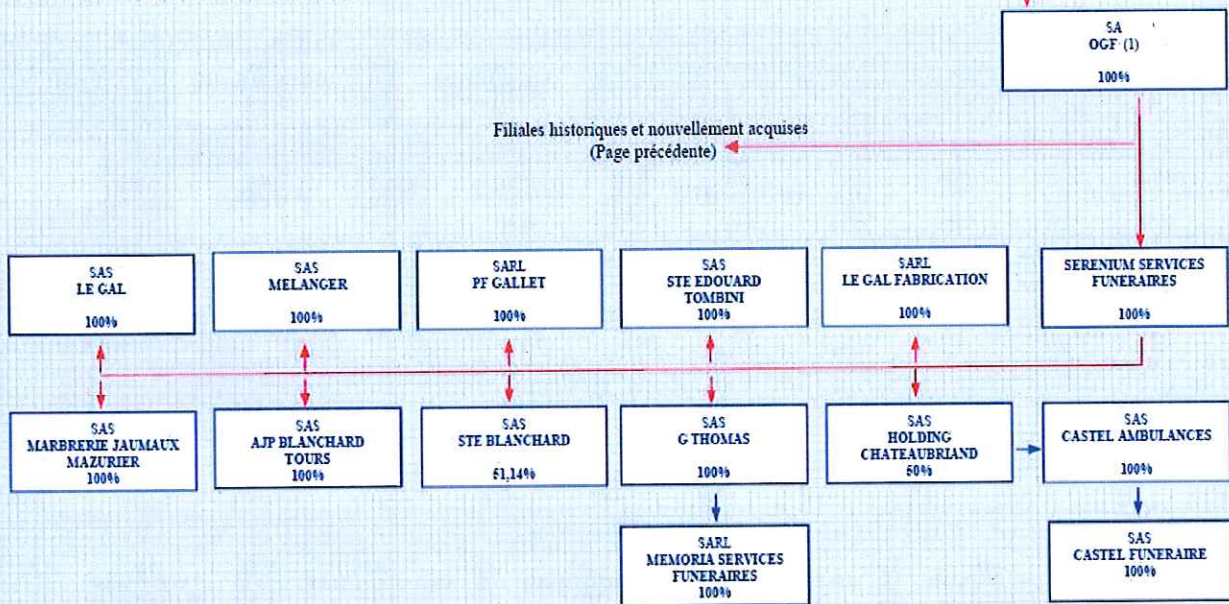 SA
OGF (1)
100%
Filiales historiques et nouvellement acquises
(Page précédente)
SAS
LE GAL
100%
SAS
MELANGER
100%
SARL
PF GALLET
100%
SAS
STE EDOUARD
TOMBINI
100%
SARL
LE GAL FABRICATION
100%
SERENIUM SERVICES
FUNERAIRES
100%
SAS
MARBRERIE JAUMAUX
MAZURIER
100%
SAS
AJP BLANCHARD
TOURS
100%
SAS
STE BLANCHARD
51,14%
SAS
G THOMAS
100%
SAS
HOLDING
CHATEAUBRIAND
50%
SAS
CASTEL AMBULANCES
100%
SARL
MEMORIA SERVICES
FUNERAIRES
100%
SAS
CASTEL FUNERAIRE
100%